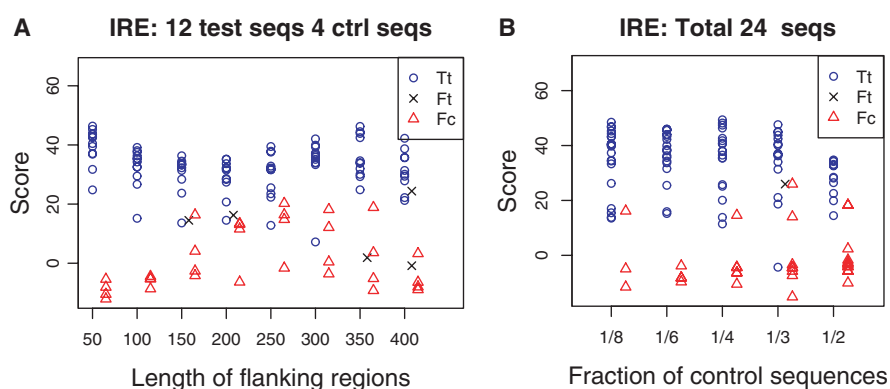 A
IRE: 12 test seqs 4 ctrl seqs
Score
60
40
20
0
Tt
Ft
Fc
50 100 150 200 250 300 350 400
Length of flanking regions
B
IRE: Total 24 seqs
Score
60
40
20
0
Tt
Ft
Fc
1/8 1/6 1/4 1/3 1/2
Fraction of control sequences